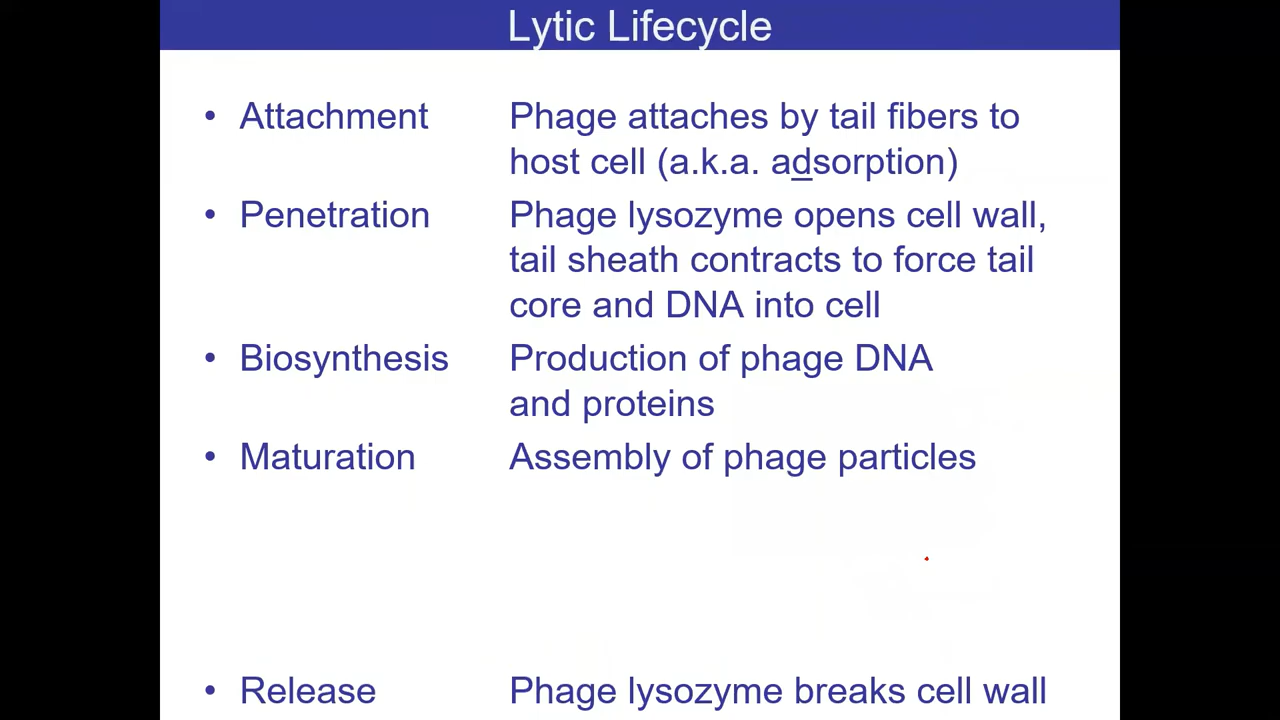 Lytic Lifecycle
• Attachment Phage attaches by tail fibers to
host cell (a.k.a. adsorption)
• Penetration Phage lysozyme opens cell wall,
tail sheath contracts to force tail
core and DNA into cell
• Biosynthesis Production of phage DNA
and proteins
• Maturation Assembly of phage particles
• Release Phage lysozyme breaks cell wall